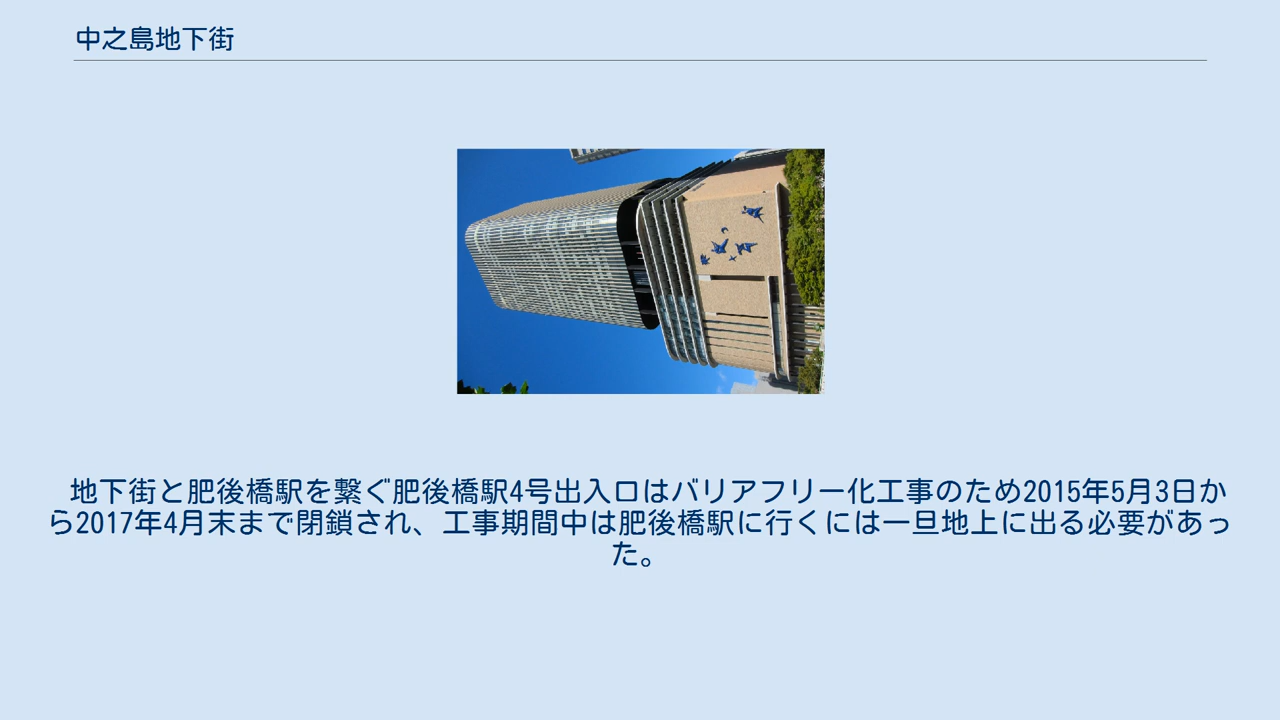 中之島地下街
地下街と肥後橋駅を繋ぐ肥後橋駅4号出入口はバリアフリー化工事のため2015年5月3日か
ら2017年4月末まで閉鎖され、工事期間中は肥後橋駅に行くには一旦地上に出る必要があっ
た。